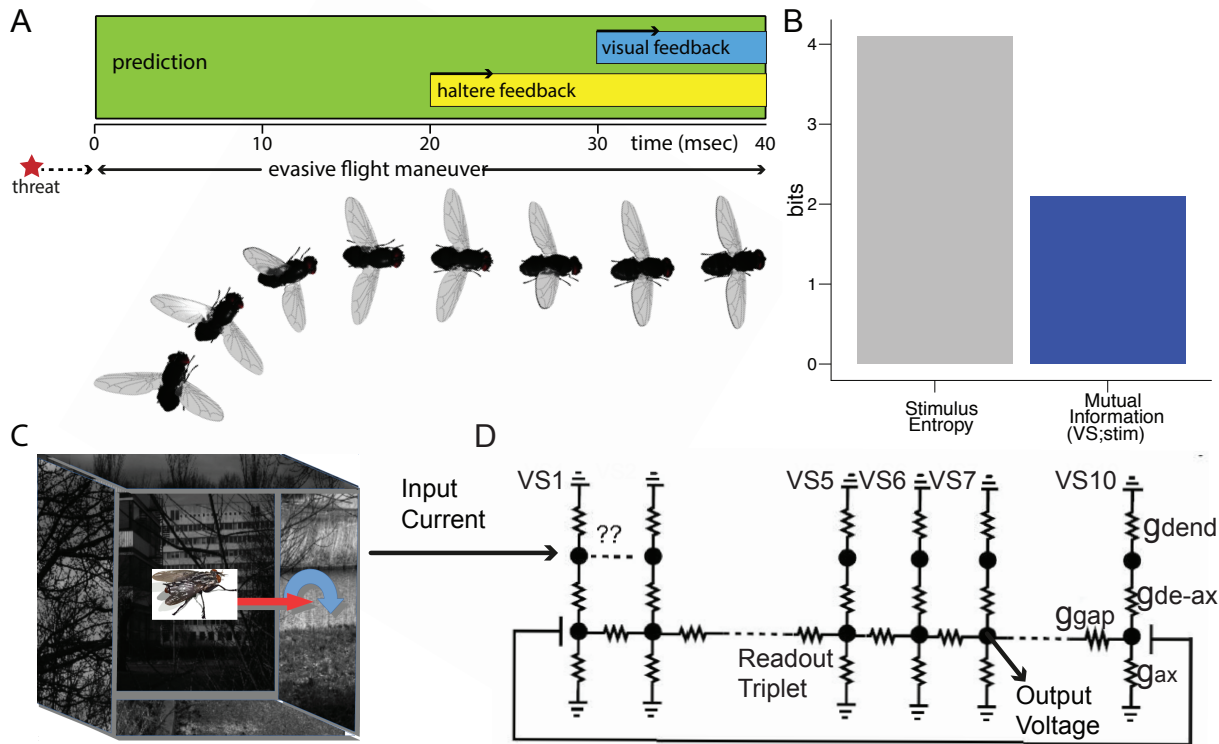 A
prediction
visual feedback
haltere feedback
0
10
20
30
time (msec)
40
threat
evasive flight maneuver
B
bits
4
3
2
1
0
Stimulus
Entropy
Mutual
Information
(VS;stim)
C
Input
Current
D
VS1
??
VS5
VS6
VS7
VS10
gdend
gde-ax
ggap
gax
Readout
Triplet
Output
Voltage